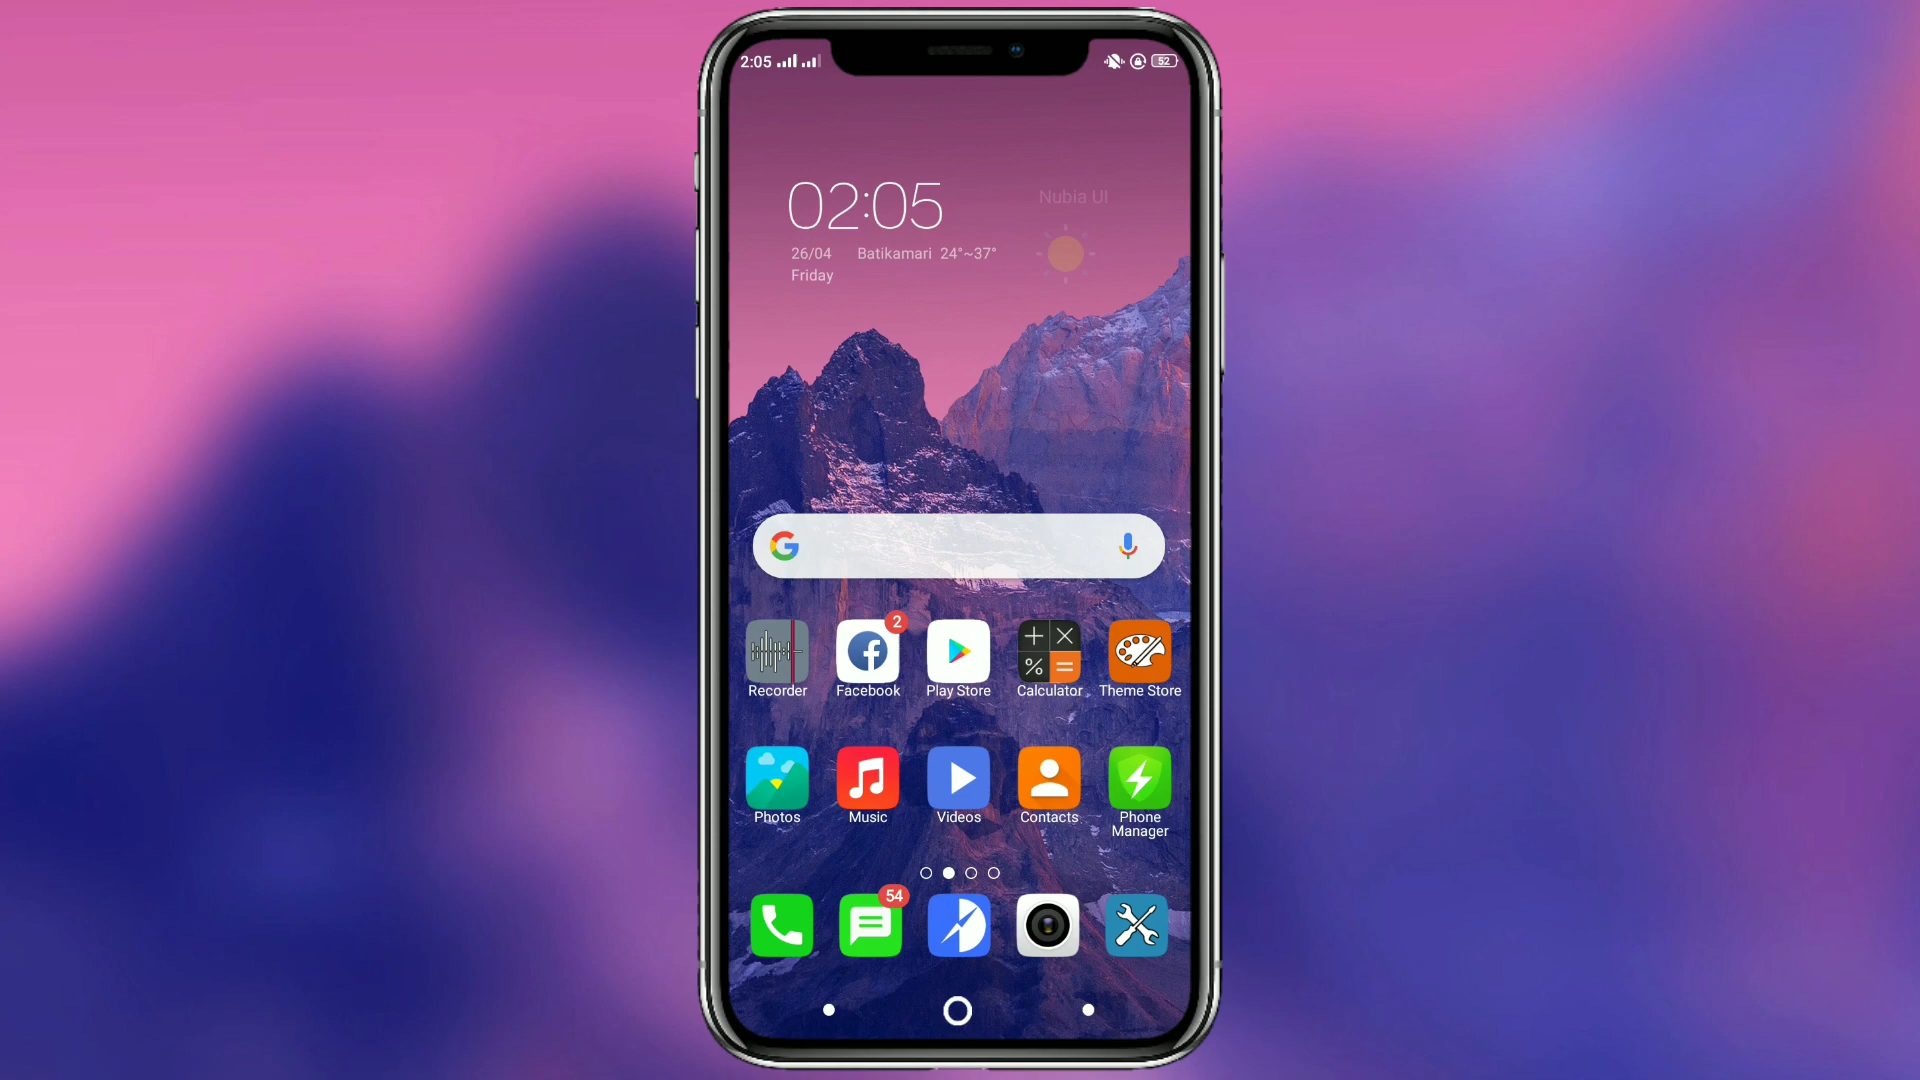 2:05 52
02:05
Nubia UI
26/04 Batikamari 24°~37°
Friday
2
Recorder Facebook Play Store Calculator Theme Store
Photos Music Videos Contacts Phone
Manager
54